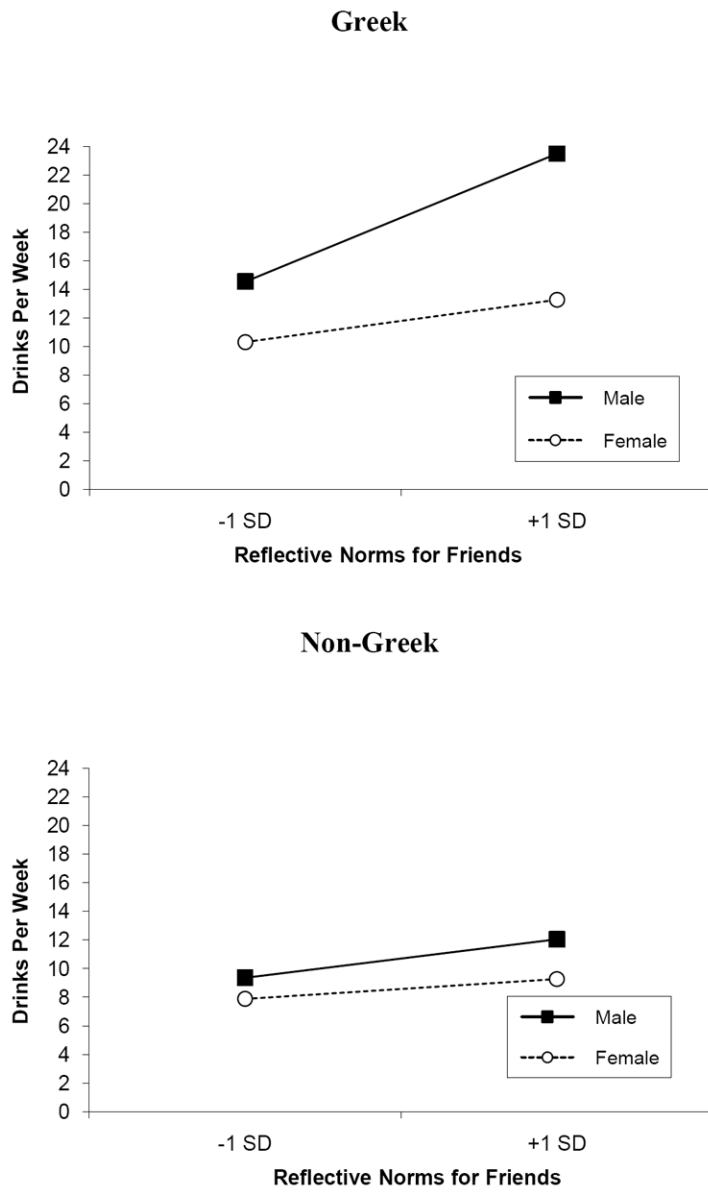 Greek
24
22
20
18
16
14
12
10
8
6
4
2
0
Drinks Per Week
Male
Female
-1 SD +1 SD
Reflective Norms for Friends
Non-Greek
24
22
20
18
16
14
12
10
8
6
4
2
0
Drinks Per Week
Male
Female
-1 SD +1 SD
Reflective Norms for Friends